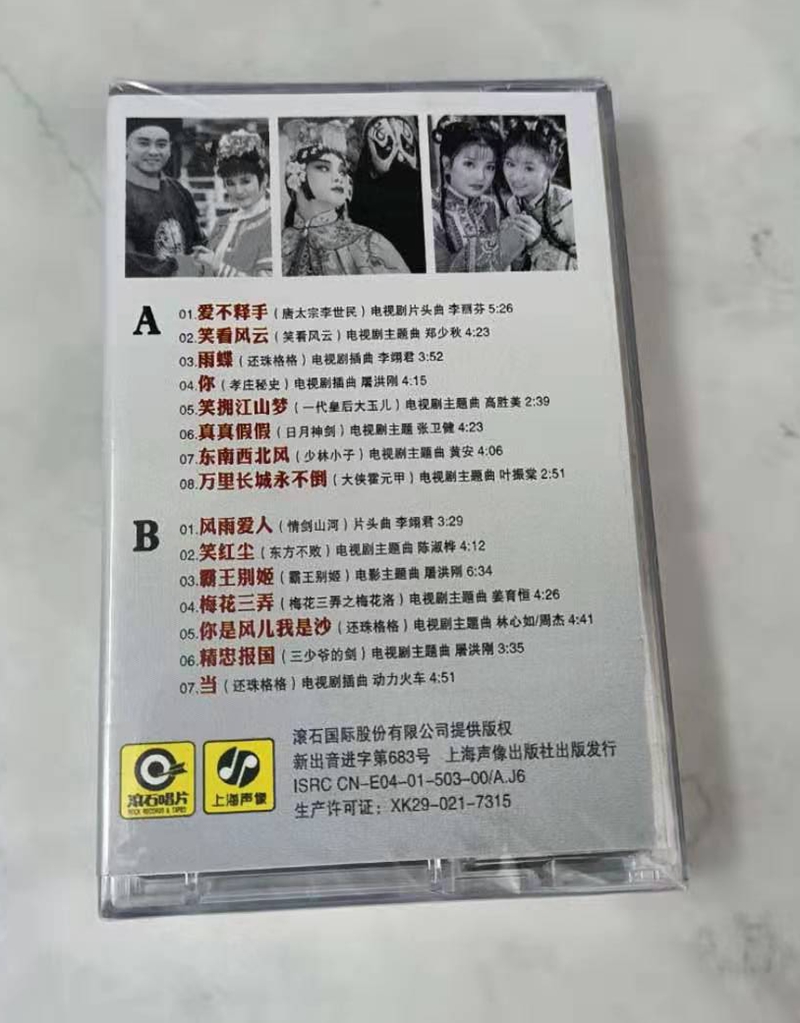 A
01.爱不释手（唐太宗李世民）电视剧片头曲 李丽芬 5:26
02.笑看风云（笑看风云）电视剧主题曲 郑少秋 4:23
03.雨蝶（还珠格格）电视剧插曲 李翊君 3:52
04.你（孝庄秘史）电视剧插曲 屠洪刚 4:15
05.笑拥江山梦（一代皇后大玉儿）电视剧主题曲 高胜美 2:39
06.真真假假（日月神剑）电视剧主题 张卫健 4:23
07.东南西北风（少林小子）电视剧主题曲 黄安 4:06
08.万里长城永不倒（大侠霍元甲）电视剧主题曲 叶振棠 2:51
B
01.风雨爱人（情剑山河）片头曲 李翊君 3:29
02.笑红尘（东方不败）电视剧主题曲 陈淑桦 4:12
03.霸王别姬（霸王别姬）电影主题曲 屠洪刚 6:34
04.梅花三弄（梅花三弄之梅花洛）电视剧主题曲 姜育恒 4:26
05.你是风儿我是沙（还珠格格）电视剧主题曲 林心如/周杰 4:41
06.精忠报国（三少爷的剑）电视剧主题曲 屠洪刚 3:35
07.当（还珠格格）电视剧插曲 动力火车 4:51
滚石唱片
ROCK RECORDS & TAPES
上海声像
滚石国际股份有限公司提供版权
新出音进字第683号 上海声像出版社出版发行
ISRC CN-E04-01-503-00/A.J6
生产许可证：XK29-021-7315